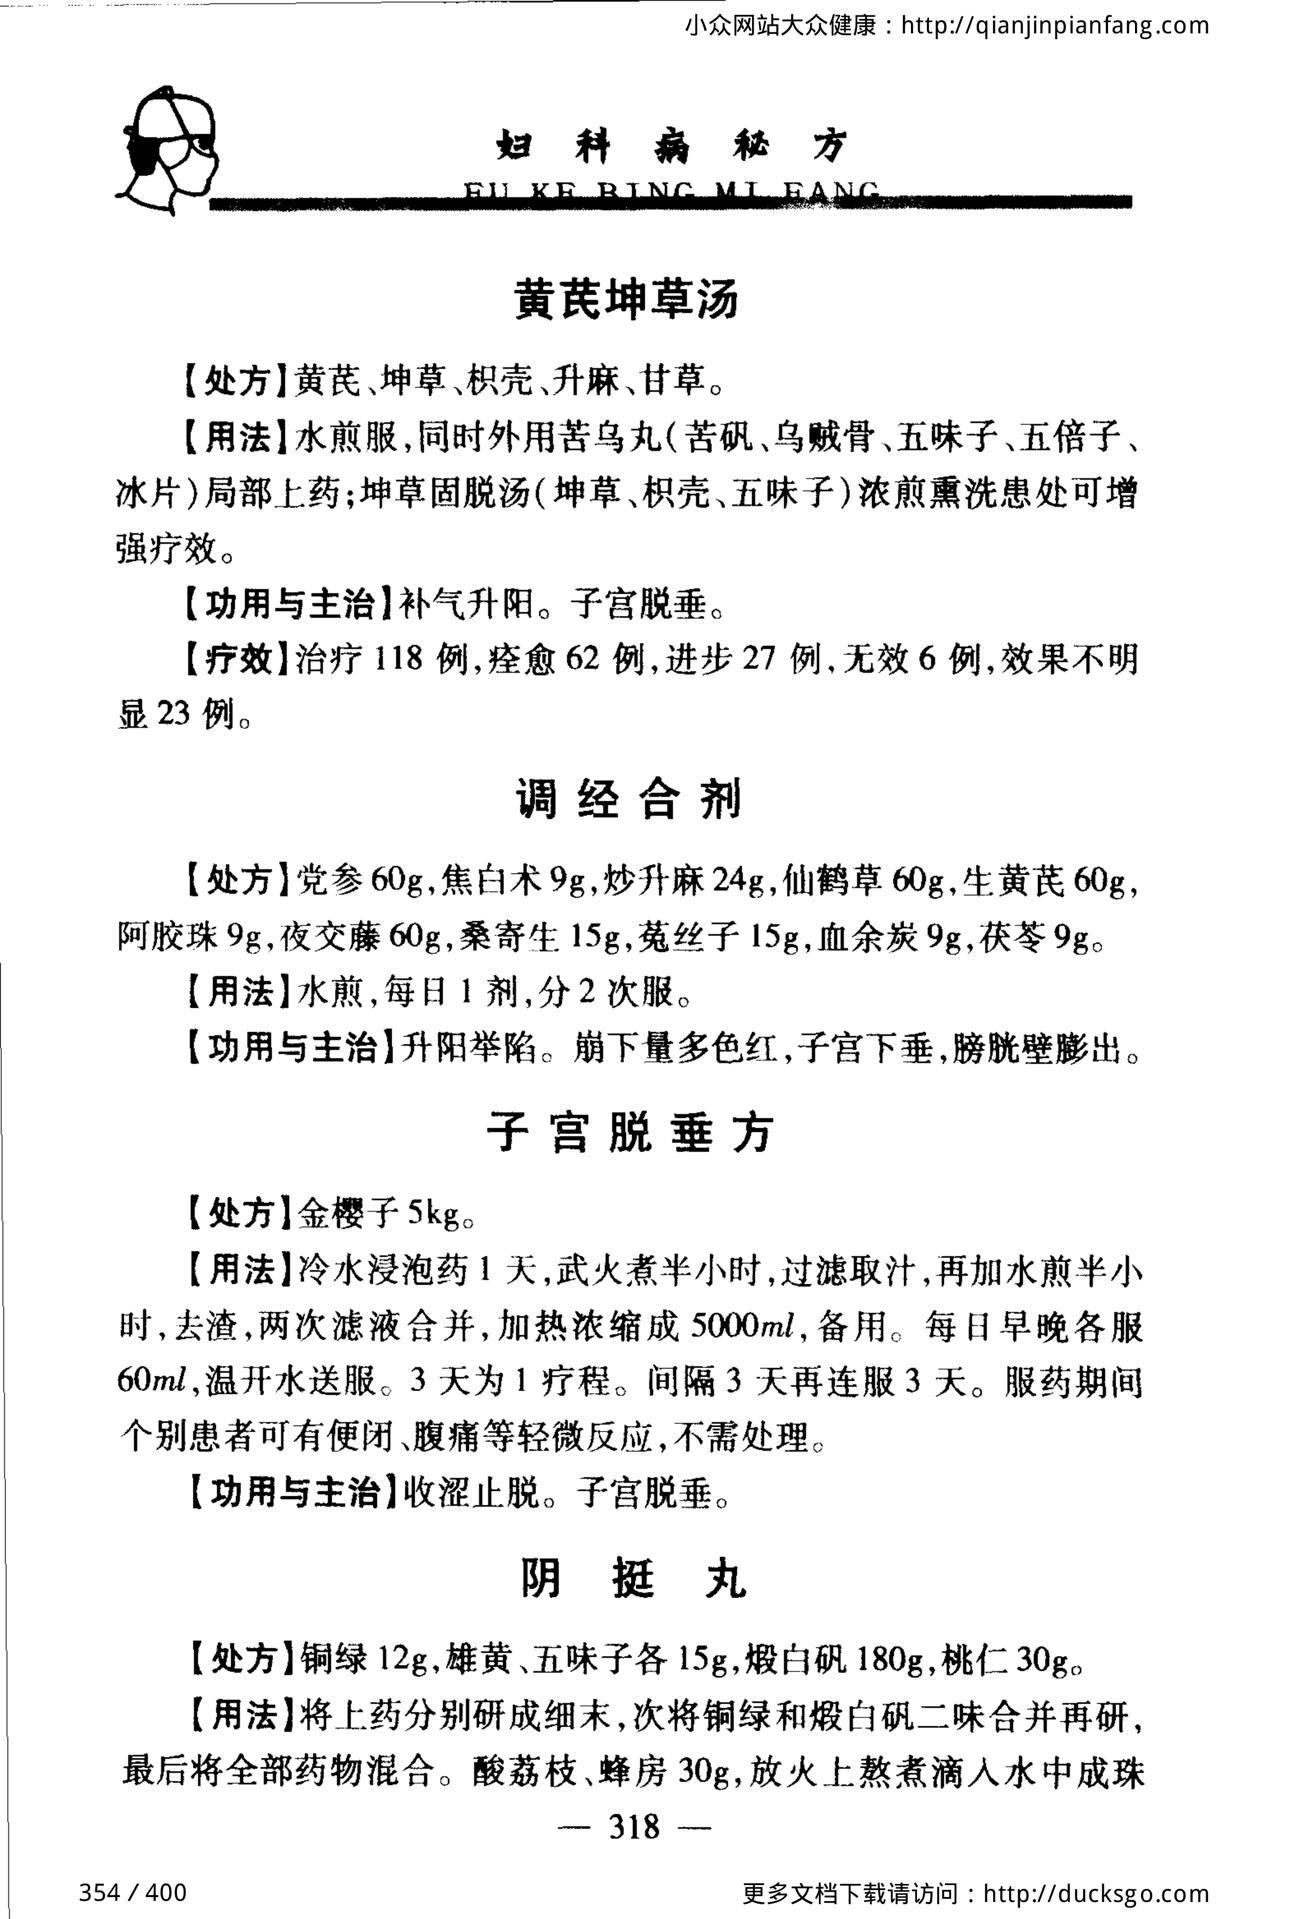 小众网站大众健康：http://qianjinpianfang.com
妇科病秘方
FU KE BING MI FANG
黄芪坤草汤
【处方】黄芪、坤草、枳壳、升麻、甘草。
【用法】水煎服,同时外用苦乌丸(苦矾、乌贼骨、五味子、五倍子、
冰片)局部上药;坤草固脱汤(坤草、枳壳、五味子)浓煎熏洗患处可增
强疗效。
【功用与主治】补气升阳。子宫脱垂。
【疗效】治疗 118 例,痊愈 62 例,进步 27 例,无效 6 例,效果不明
显 23 例。
调经合剂
【处方】党参 60g,焦白术 9g,炒升麻 24g,仙鹤草 60g,生黄芪 60g,
阿胶珠 9g,夜交藤 60g,桑寄生 15g,菟丝子 15g,血余炭 9g,茯苓 9g。
【用法】水煎,每日 1 剂,分 2 次服。
【功用与主治】升阳举陷。崩下量多色红,子宫下垂,膀胱壁膨出。
子宫脱垂方
【处方】金樱子 5kg。
【用法】冷水浸泡药 1 天,武火煮半小时,过滤取汁,再加水煎半小
时,去渣,两次滤液合并,加热浓缩成 5000ml,备用。每日早晚各服
60ml,温开水送服。3 天为 1 疗程。间隔 3 天再连服 3 天。服药期间
个别患者可有便闭、腹痛等轻微反应,不需处理。
【功用与主治】收涩止脱。子宫脱垂。
阴挺丸
【处方】铜绿 12g,雄黄、五味子各 15g,煅白矾 180g,桃仁 30g。
【用法】将上药分别研成细末,次将铜绿和煅白矾二味合并再研,
最后将全部药物混合。酸荔枝、蜂房 30g,放火上熬煮滴入水中成珠
— 318 —
354 / 400
更多文档下载请访问：http://ducksgo.com